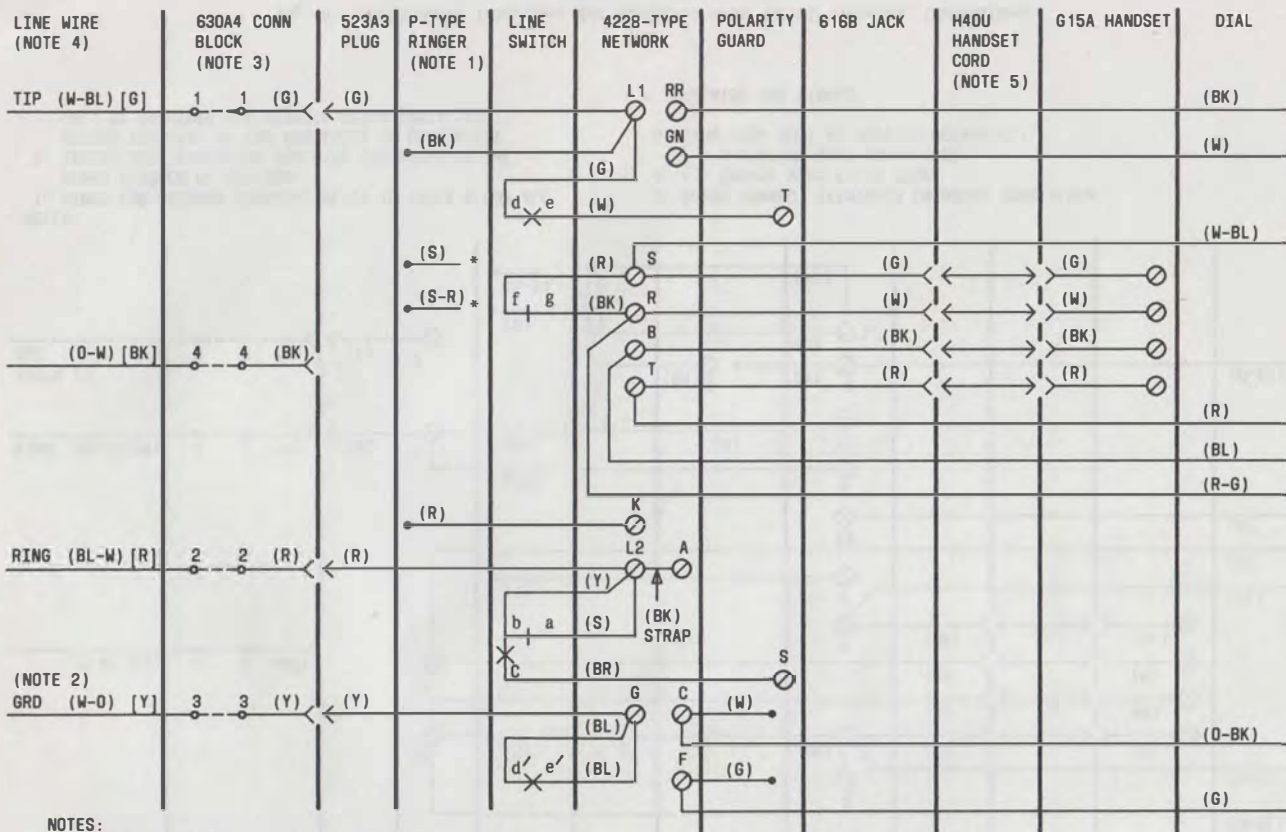 LINE WIRE (NOTE 4)
630A4 CONN BLOCK (NOTE 3)
523A3 PLUG
P-TYPE RINGER (NOTE 1)
LINE SWITCH
4228-TYPE NETWORK
POLARITY GUARD
616B JACK
H40U HANDSET CORD (NOTE 5)
G15A HANDSET
DIAL
L1 RR
TIP (W-BL) [G] 1 1 (G) (G) (BK)
(BK) GN (W)
(G)
d e (W) T
(W-BL)
(S) * (R) S (G) (G)
(S-R) * f g (BK) R (W) (W)
B (BK) (BK)
(O-W) [BK] 4 4 (BK)
T (R) (R)
(R)
(BL)
(R-G)
(R) K
RING (BL-W) [R] 2 2 (R) (R) L2 A
(Y)
b a (S) (BK) STRAP
C (BR) S
(NOTE 2)
GRD (W-O) [Y] 3 3 (Y) (Y) G C (W)
(BL) (O-BK)
d′ e′ (BL) F (G)
(G)
NOTES: